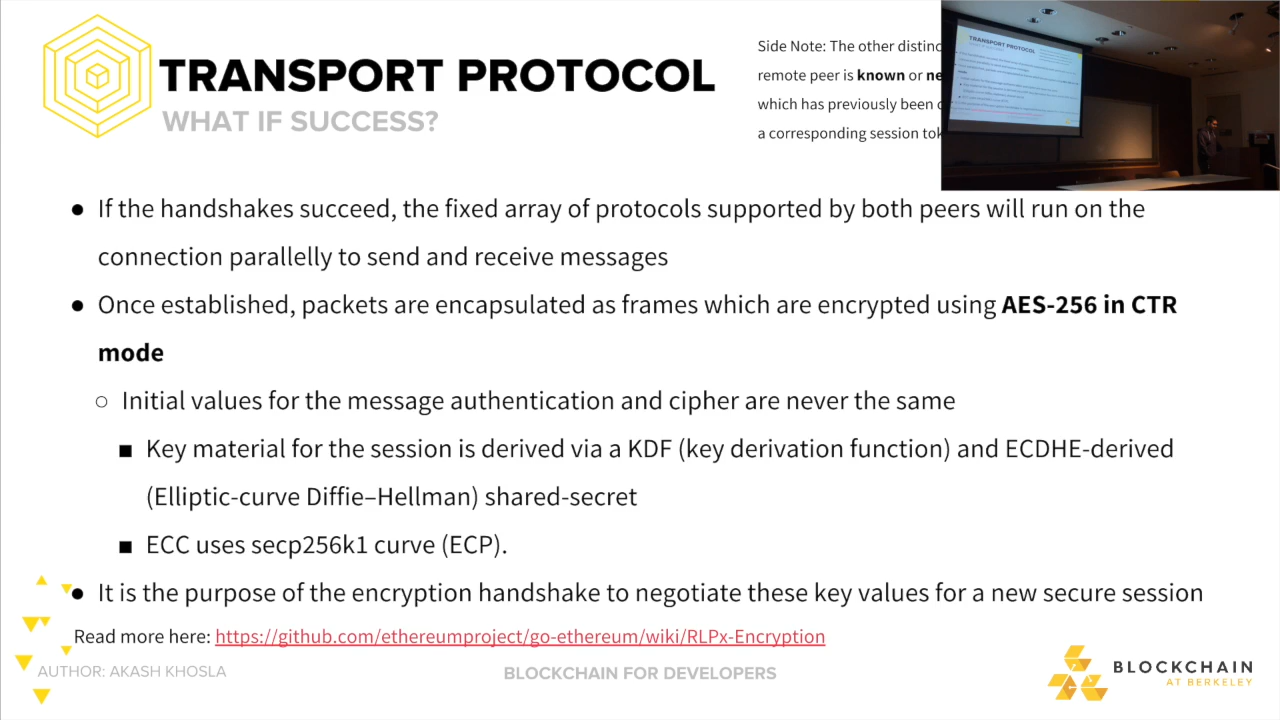 TRANSPORT PROTOCOL
WHAT IF SUCCESS?
Side Note: The other
remote peer is known or
which has previously been
a corresponding session
TRANSPORT PROTOCOL
● If the handshakes succeed, the fixed array of protocols supported by both peers will run on the
connection parallelly to send and receive messages
● Once established, packets are encapsulated as frames which are encrypted using AES-256 in CTR
mode
○ Initial values for the message authentication and cipher are never the same
■ Key material for the session is derived via a KDF (key derivation function) and ECDHE-derived
(Elliptic-curve Diffie–Hellman) shared-secret
■ ECC uses secp256k1 curve (ECP).
● It is the purpose of the encryption handshake to negotiate these key values for a new secure session
Read more here: https://github.com/ethereumproject/go-ethereum/wiki/RLPx-Encryption
AUTHOR: AKASH KHOSLA
BLOCKCHAIN FOR DEVELOPERS
BLOCKCHAIN
AT BERKELEY